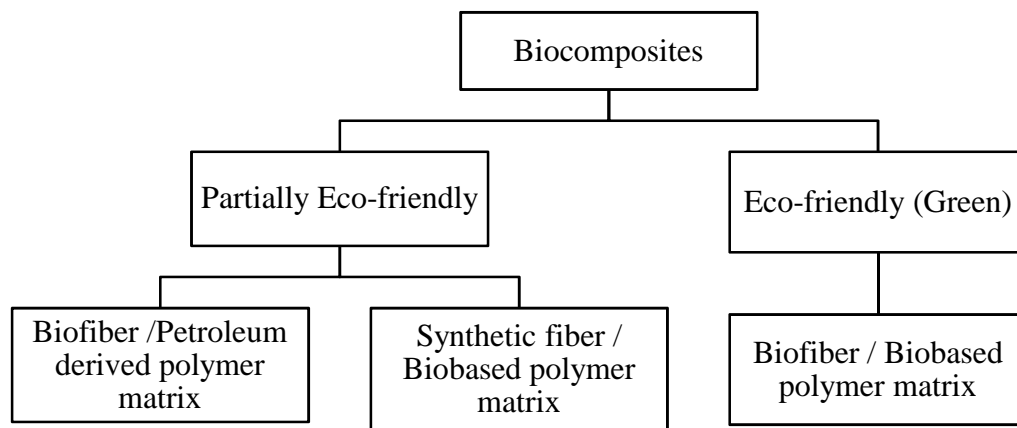 Biocomposites
Partially Eco-friendly
Eco-friendly (Green)
Biofiber /Petroleum
derived polymer
matrix
Synthetic fiber /
Biobased polymer
matrix
Biofiber / Biobased
polymer matrix